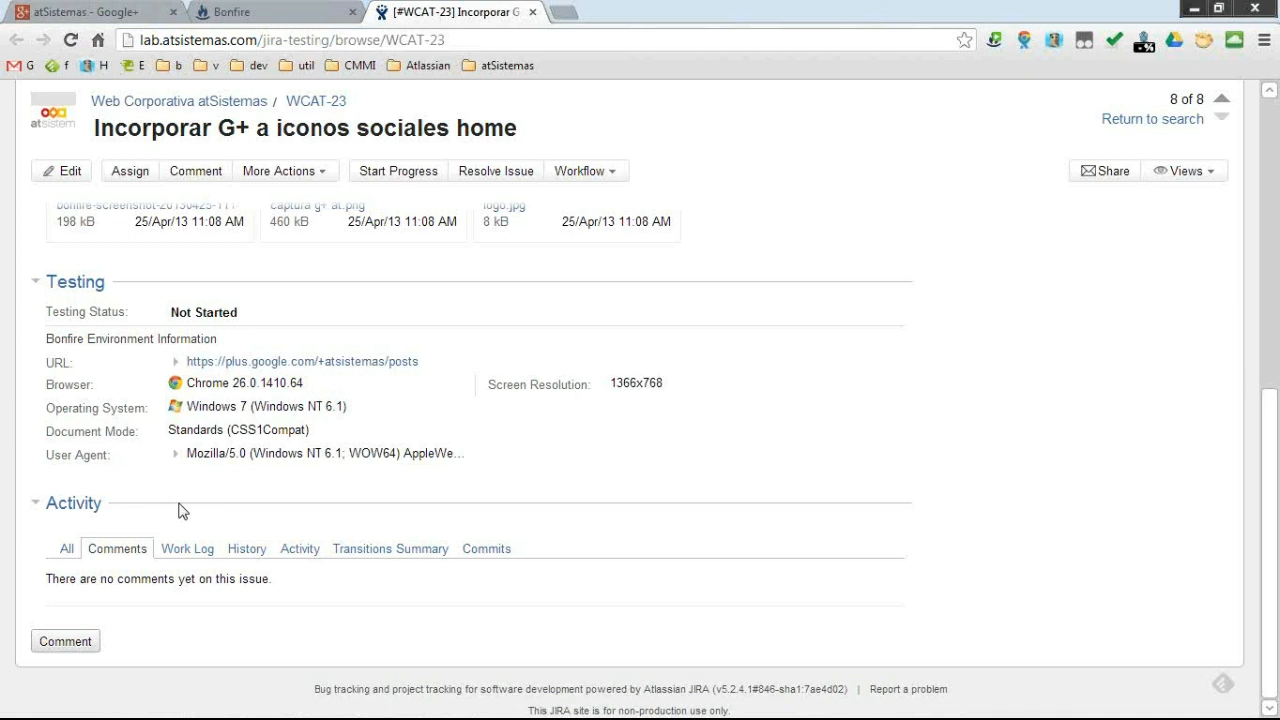 atSistemas - Google+
Bonfire
[#WCAT-23] Incorporar G
lab.atsistemas.com/jira-testing/browse/WCAT-23
G f H E b v dev util CMMI Atlassian atSistemas
Web Corporativa atSistemas / WCAT-23
8 of 8
atsistem
Incorporar G+ a iconos sociales home
Return to search
Edit Assign Comment More Actions Start Progress Resolve Issue Workflow Share Views
captura g+ at.png logo.jpg
198 kB 25/Apr/13 11:08 AM 460 kB 25/Apr/13 11:08 AM 8 kB 25/Apr/13 11:08 AM
Testing
Testing Status: Not Started
Bonfire Environment Information
URL: https://plus.google.com/+atsistemas/posts
Browser: Chrome 26.0.1410.64 Screen Resolution: 1366x768
Operating System: Windows 7 (Windows NT 6.1)
Document Mode: Standards (CSS1Compat)
User Agent: Mozilla/5.0 (Windows NT 6.1; WOW64) AppleWe...
Activity
All Comments Work Log History Activity Transitions Summary Commits
There are no comments yet on this issue.
Comment
Bug tracking and project tracking for software development powered by Atlassian JIRA (v5.2.4.1#846-sha1:7ae4d02) | Report a problem
This JIRA site is for non-production use only.